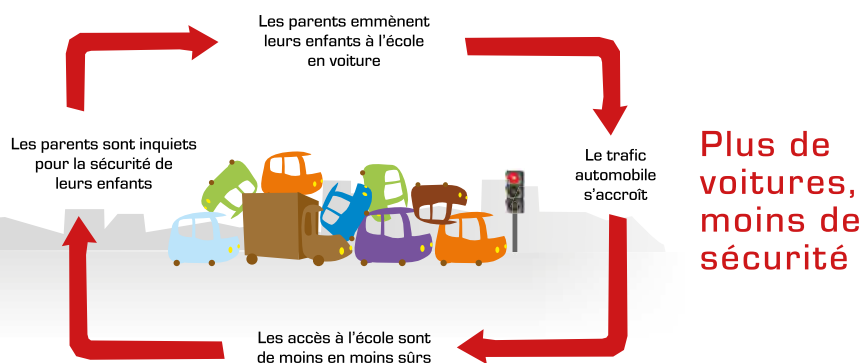 Les parents emmènent
leurs enfants à l'école
en voiture
Le trafic
automobile
s'accroît
Les accès à l'école sont
de moins en moins sûrs
Les parents sont inquiets
pour la sécurité de
leurs enfants
Plus de
voitures,
moins de
sécurité